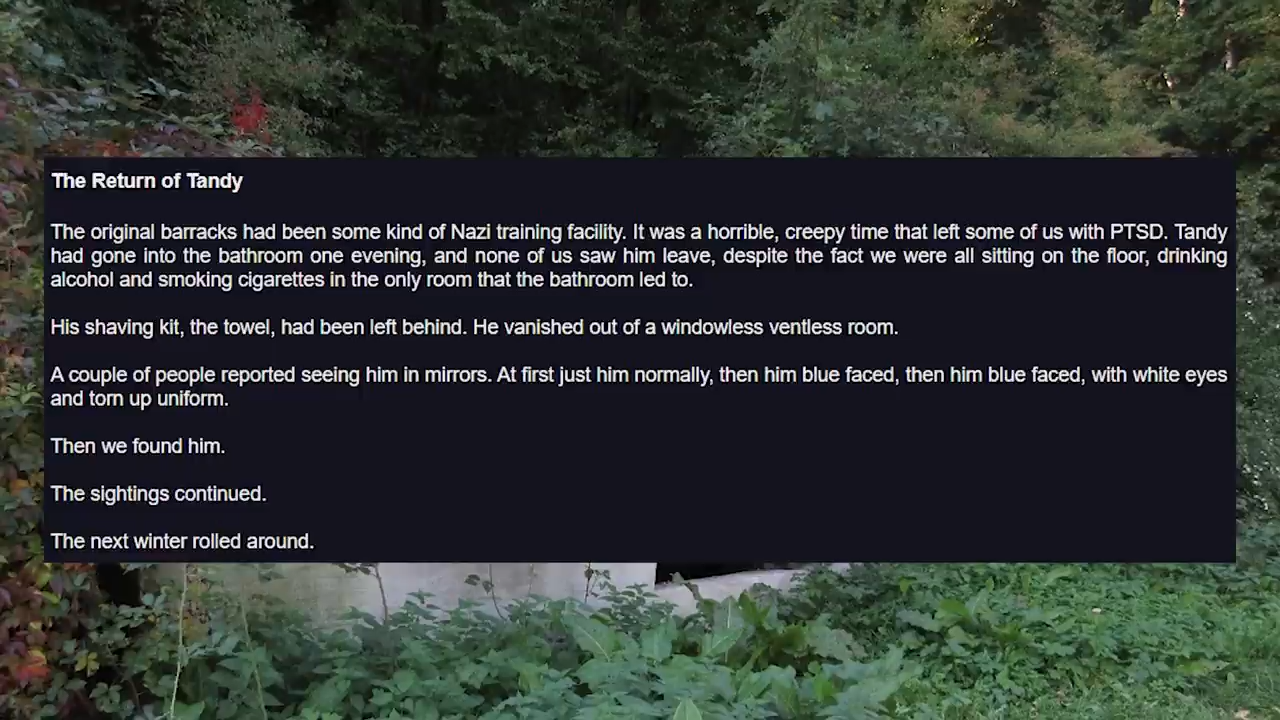 The Return of Tandy
The original barracks had been some kind of Nazi training facility. It was a horrible, creepy time that left some of us with PTSD. Tandy
had gone into the bathroom one evening, and none of us saw him leave, despite the fact we were all sitting on the floor, drinking
alcohol and smoking cigarettes in the only room that the bathroom led to.
His shaving kit, the towel, had been left behind. He vanished out of a windowless ventless room.
A couple of people reported seeing him in mirrors. At first just him normally, then him blue faced, then him blue faced, with white eyes
and torn up uniform.
Then we found him.
The sightings continued.
The next winter rolled around.